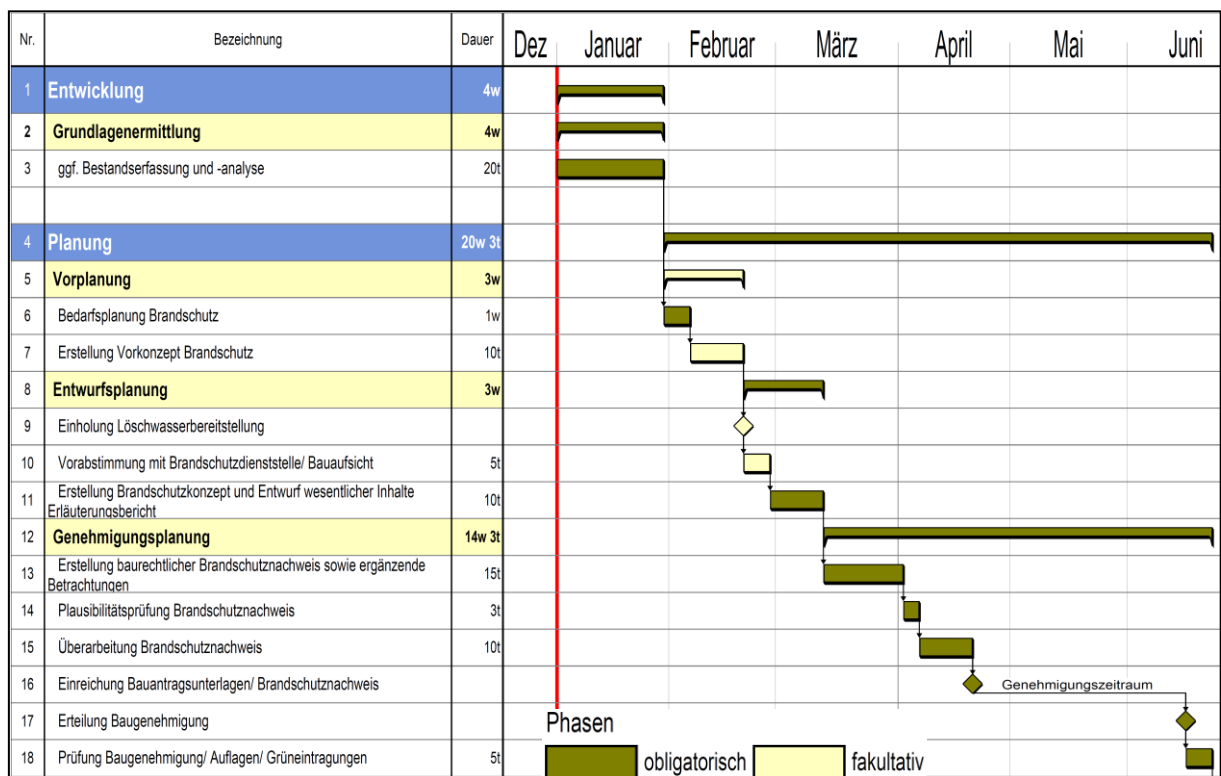 Nr. Bezeichnung Dauer Dez Januar Februar März April Mai Juni
1 Entwicklung 4w
2 Grundlagenermittlung 4w
3 ggf. Bestandserfassung und -analyse 20t
4 Planung 20w 3t
5 Vorplanung 3w
6 Bedarfsplanung Brandschutz 1w
7 Erstellung Vorkonzept Brandschutz 10t
8 Entwurfsplanung 3w
9 Einholung Löschwasserbereitstellung
10 Vorabstimmung mit Brandschutzdienststelle/ Bauaufsicht 5t
11 Erstellung Brandschutzkonzept und Entwurf wesentlicher Inhalte 10t
Erläuterungsbericht
12 Genehmigungsplanung 14w 3t
13 Erstellung baurechtlicher Brandschutznachweis sowie ergänzende 15t
Betrachtungen
14 Plausibilitätsprüfung Brandschutznachweis 3t
15 Überarbeitung Brandschutznachweis 10t
16 Einreichung Bauantragsunterlagen/ Brandschutznachweis Genehmigungszeitraum
17 Erteilung Baugenehmigung
Phasen
18 Prüfung Baugenehmigung/ Auflagen/ Grüneintragungen 5t
obligatorisch fakultativ